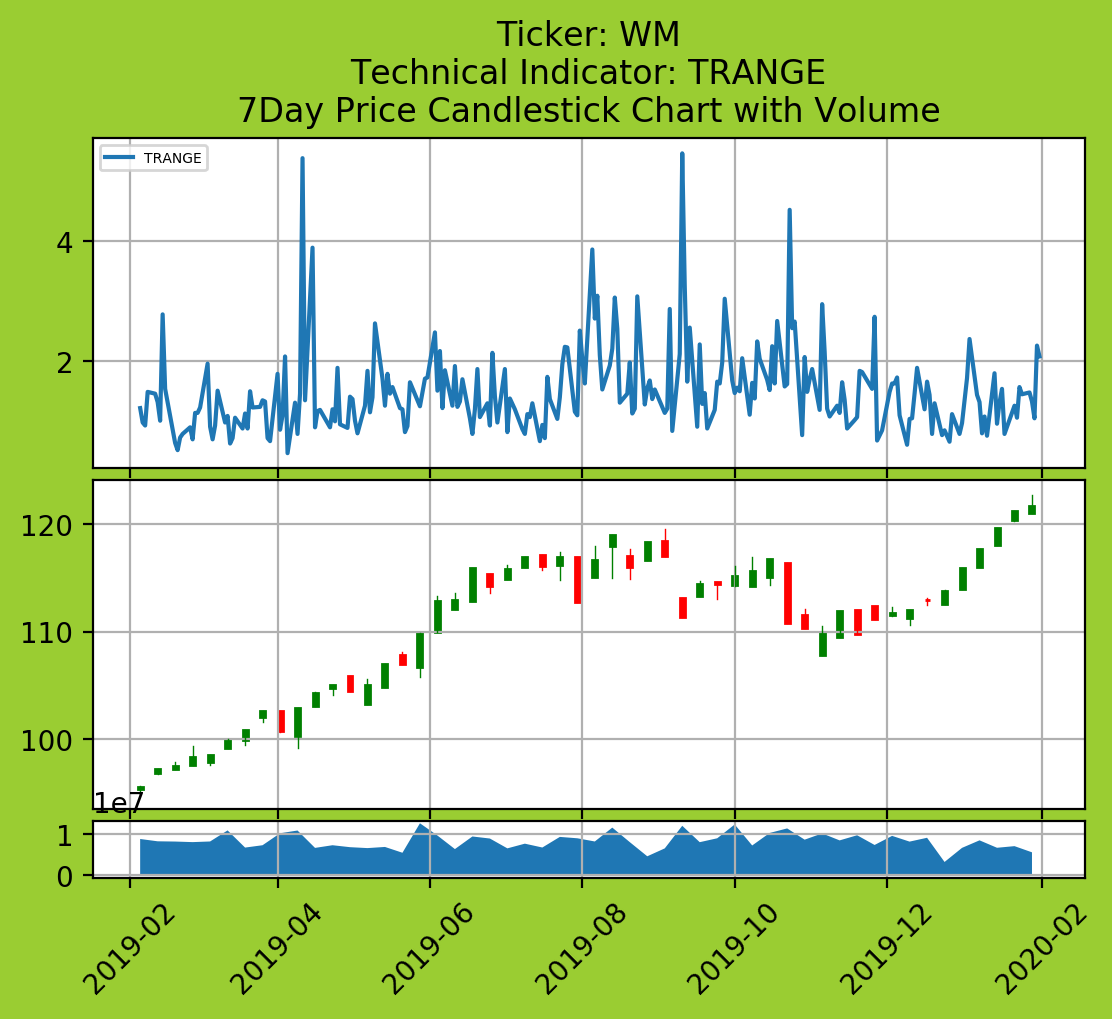 Ticker: WM
Technical Indicator: TRANGE
7Day Price Candlestick Chart with Volume
TRANGE
4
2
120
110
100
1e7
1
0
2019-02
2019-04
2019-06
2019-08
2019-10
2019-12
2020-02